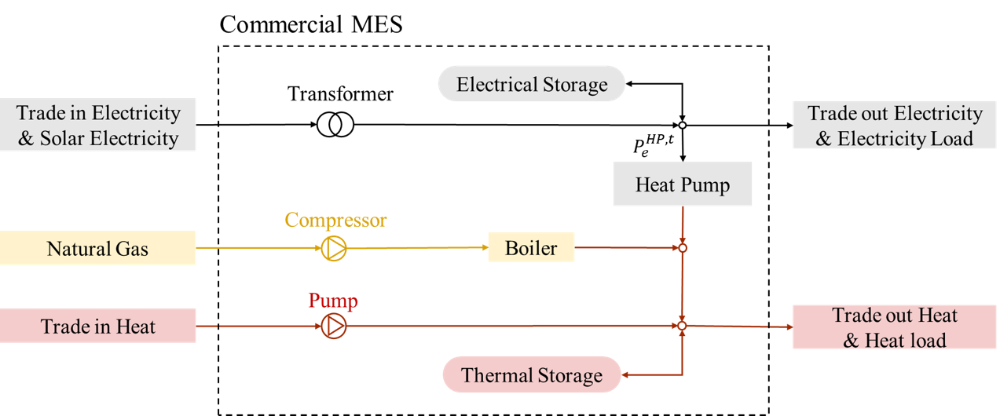 Commercial MES
Electrical Storage
Transformer
Trade in Electricity
& Solar Electricity
Trade out Electricity
& Electricity Load
P_e^{HP,t}
Heat Pump
Compressor
Natural Gas
Boiler
Pump
Trade in Heat
Trade out Heat
& Heat load
Thermal Storage